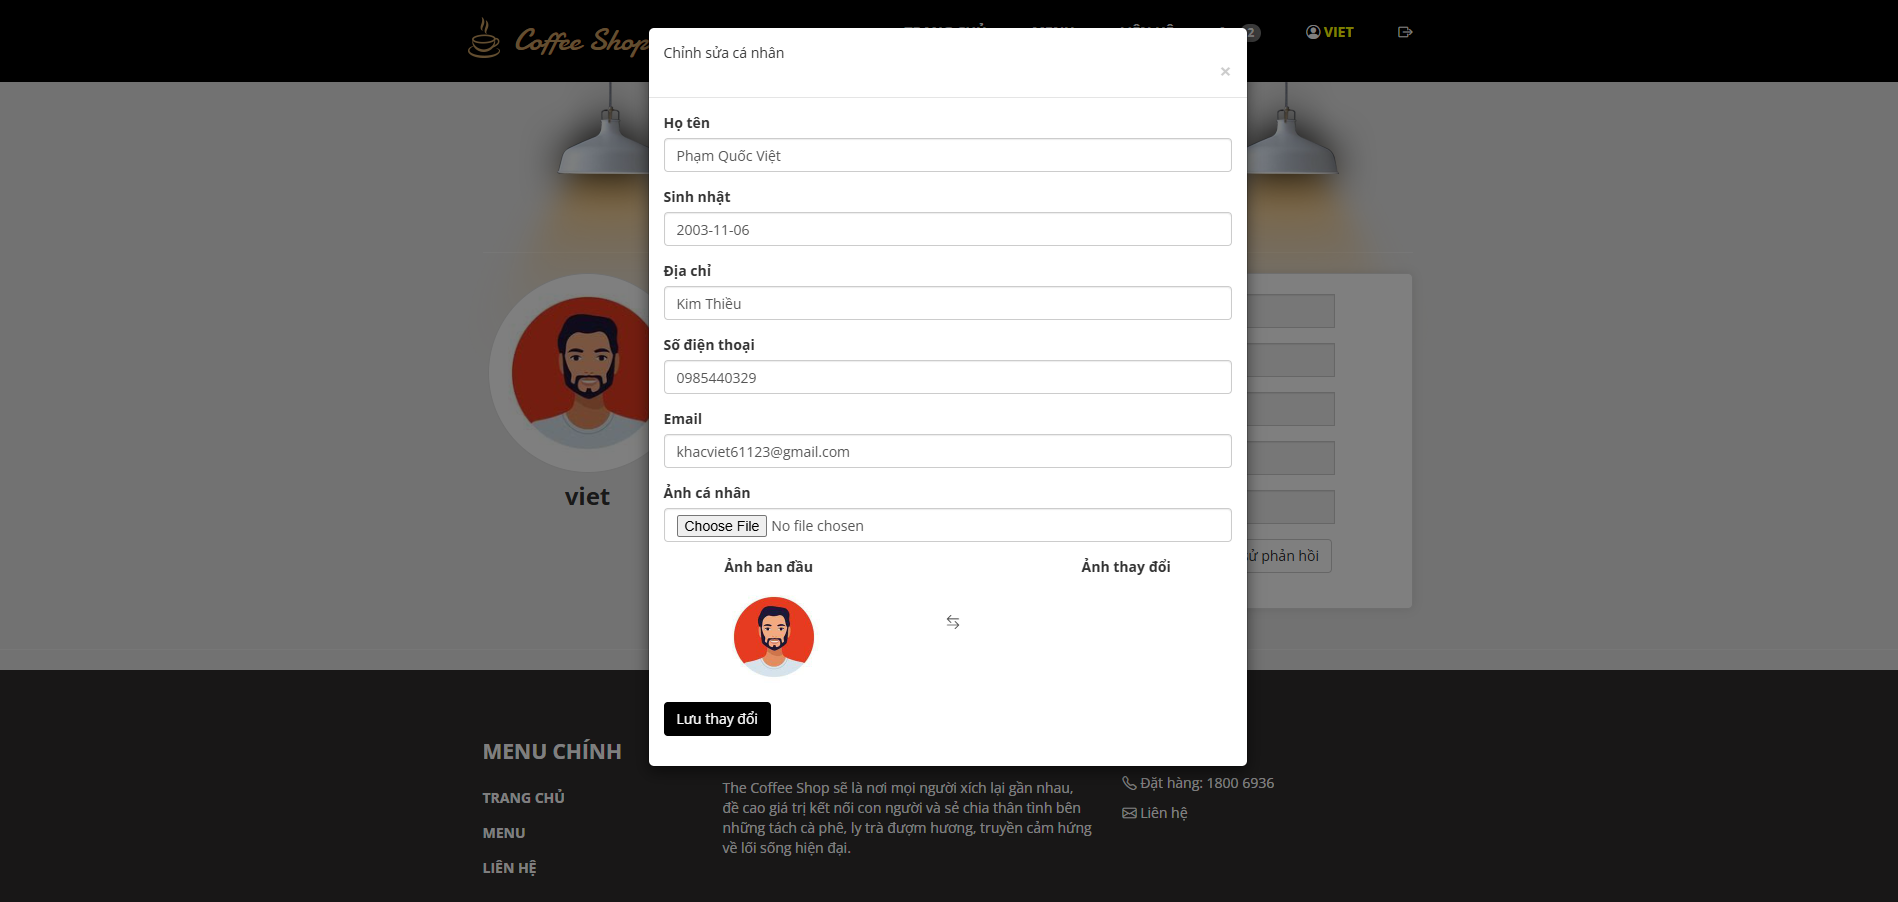 Coffee Shop
2
VIET
Chỉnh sửa cá nhân
×
Họ tên
Phạm Quốc Việt
Sinh nhật
2003-11-06
Địa chỉ
Kim Thiều
Số điện thoại
0985440329
Email
khacviet61123@gmail.com
Ảnh cá nhân
Choose File No file chosen
Ảnh ban đầu
Ảnh thay đổi
Lưu thay đổi
viet
phản hồi
MENU CHÍNH
TRANG CHỦ
MENU
LIÊN HỆ
The Coffee Shop sẽ là nơi mọi người xích lại gần nhau,
đề cao giá trị kết nối con người và sẻ chia thân tình bên
những tách cà phê, ly trà đượm hương, truyền cảm hứng
về lối sống hiện đại.
Đặt hàng: 1800 6936
Liên hệ